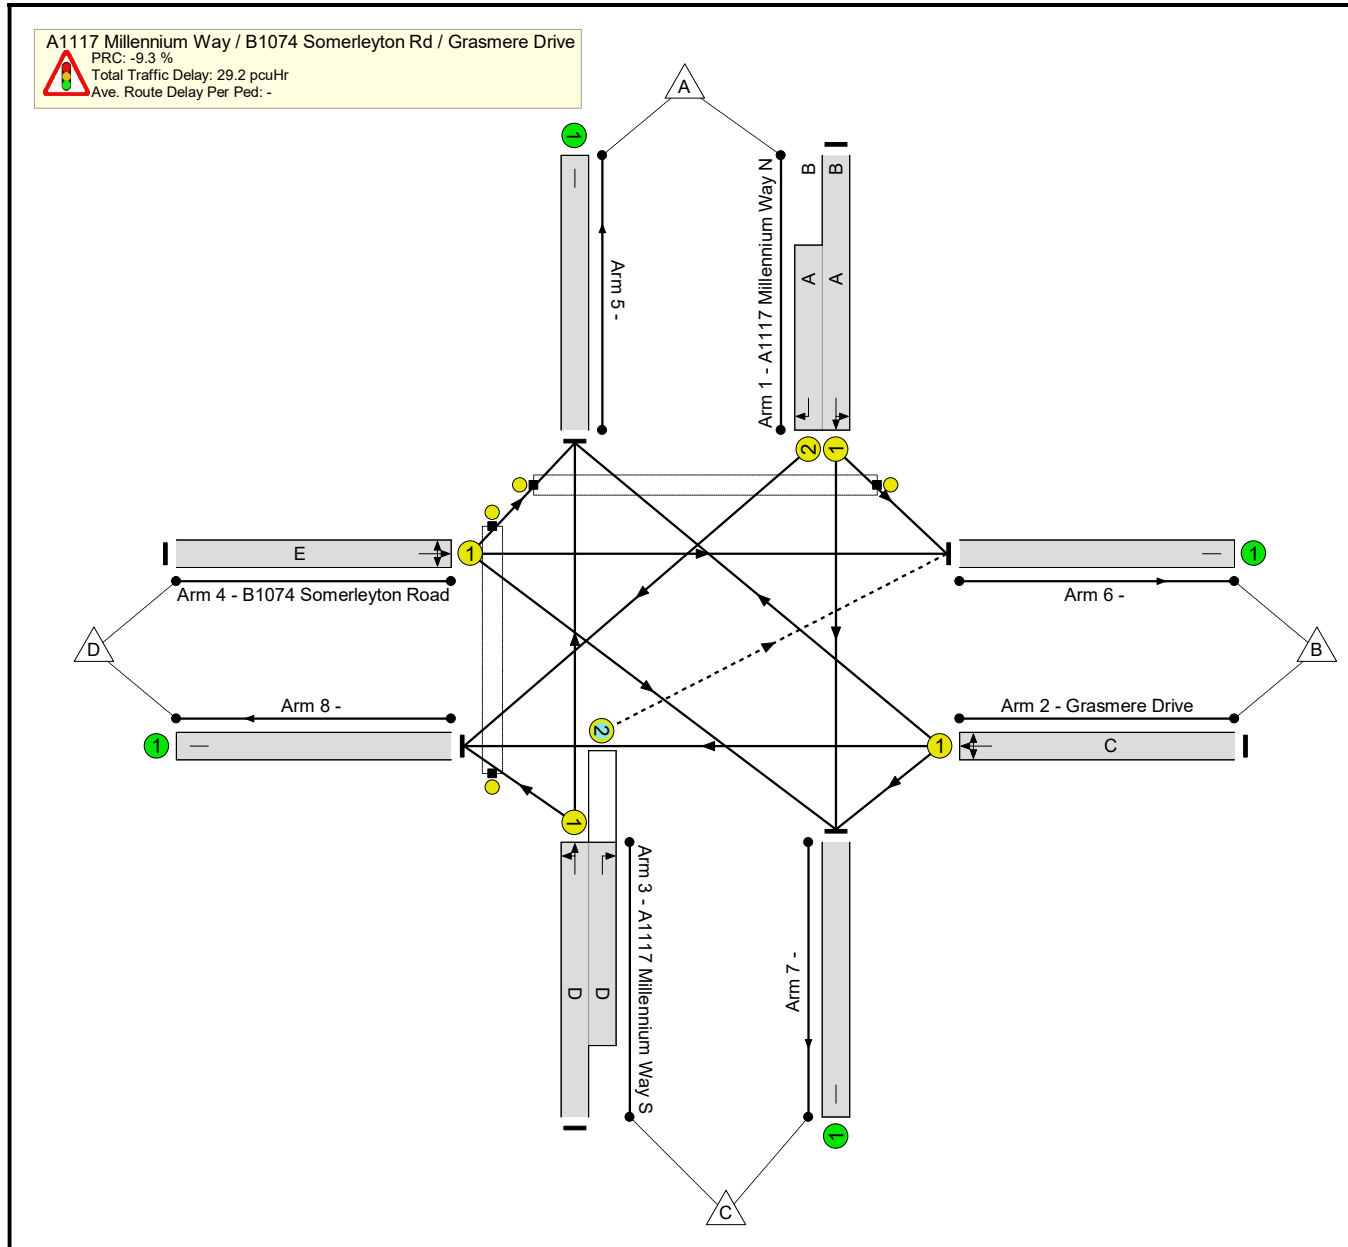 A1117 Millennium Way / B1074 Somerleyton Rd / Grasmere Drive
PRC: -9.3 %
Total Traffic Delay: 29.2 pcuHr
Ave. Route Delay Per Ped: -
A
1
Arm 5 -
Arm 1 - A1117 Millennium Way N
B
B
A
A
2
1
E
1
Arm 4 - B1074 Somerleyton Road
1
Arm 6 -
D
B
Arm 8 -
1
2
Arm 2 - Grasmere Drive
1
C
1
Arm 3 - A1117 Millennium Way S
D
D
Arm 7 -
1
C